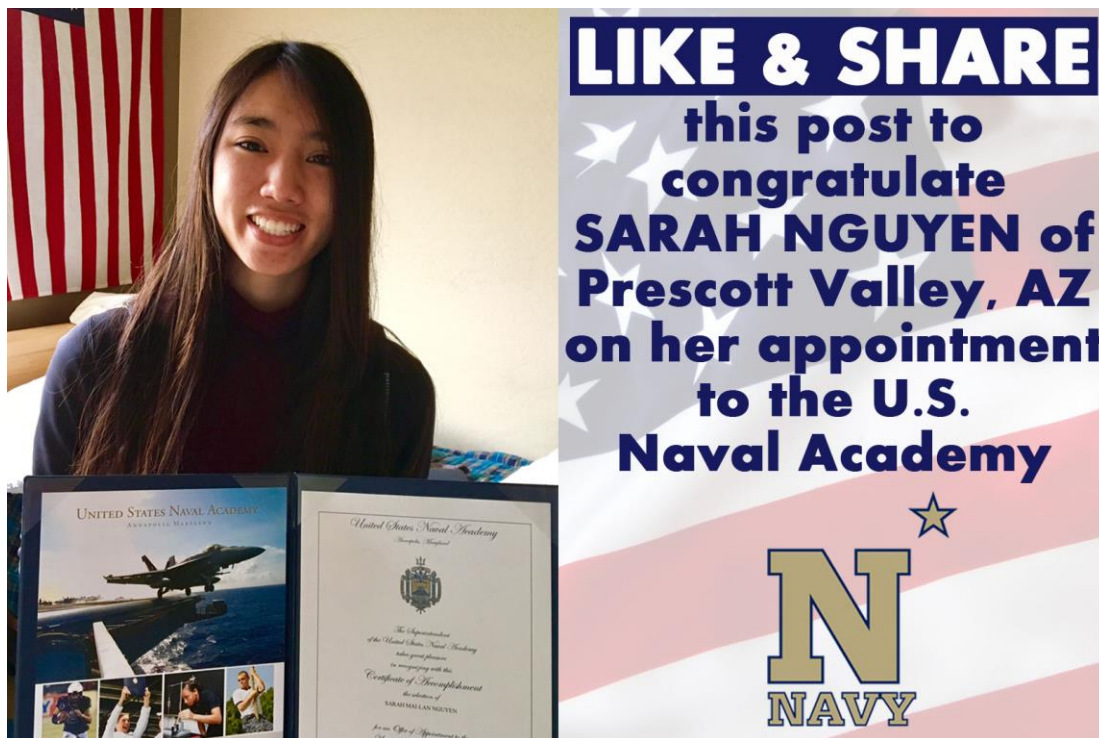 LIKE & SHARE
this post to
congratulate
SARAH NGUYEN of
Prescott Valley, AZ
on her appointment
to the U.S.
Naval Academy
N
NAVY
UNITED STATES NAVAL ACADEMY
ANNAPOLIS MARYLAND
United States Naval Academy
Annapolis, Maryland
The Superintendent
of the United States Naval Academy
takes great pleasure
in recognizing with this
Certificate of Accomplishment
the selection of
SARAH MAI-LAN NGUYEN
for an Offer of Appointment to the